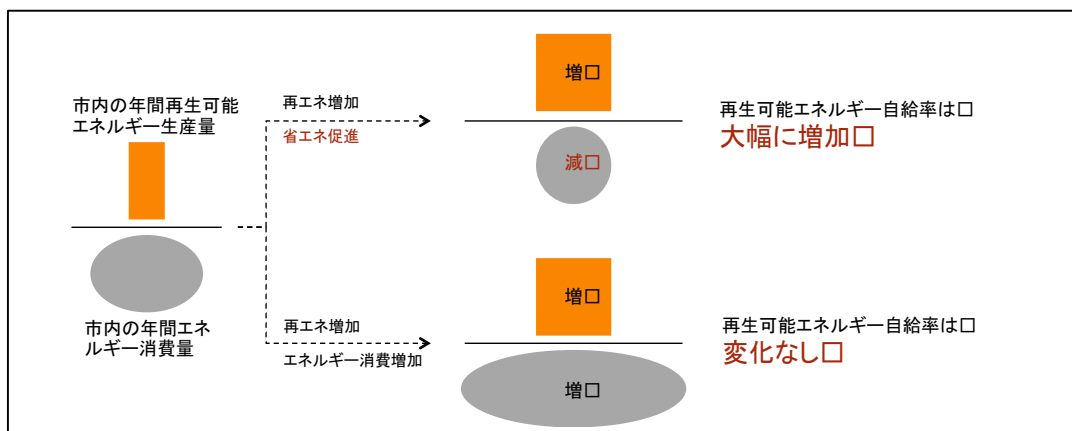 市内の年間再生可能
エネルギー生産量
市内の年間エネ
ルギー消費量
再エネ増加
省エネ促進
増□
減□
再生可能エネルギー自給率は□
大幅に増加□
再エネ増加
エネルギー消費増加
増□
増□
再生可能エネルギー自給率は□
変化なし□